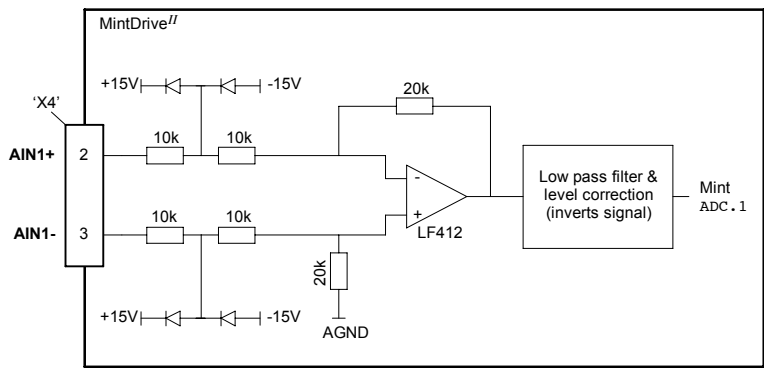 MintDrive II
+15V
-15V
'X4'
20k
10k
10k
AIN1+
2
-
Low pass filter &
level correction
(inverts signal)
Mint
ADC.1
AIN1-
3
10k
10k
+
LF412
20k
+15V
-15V
AGND